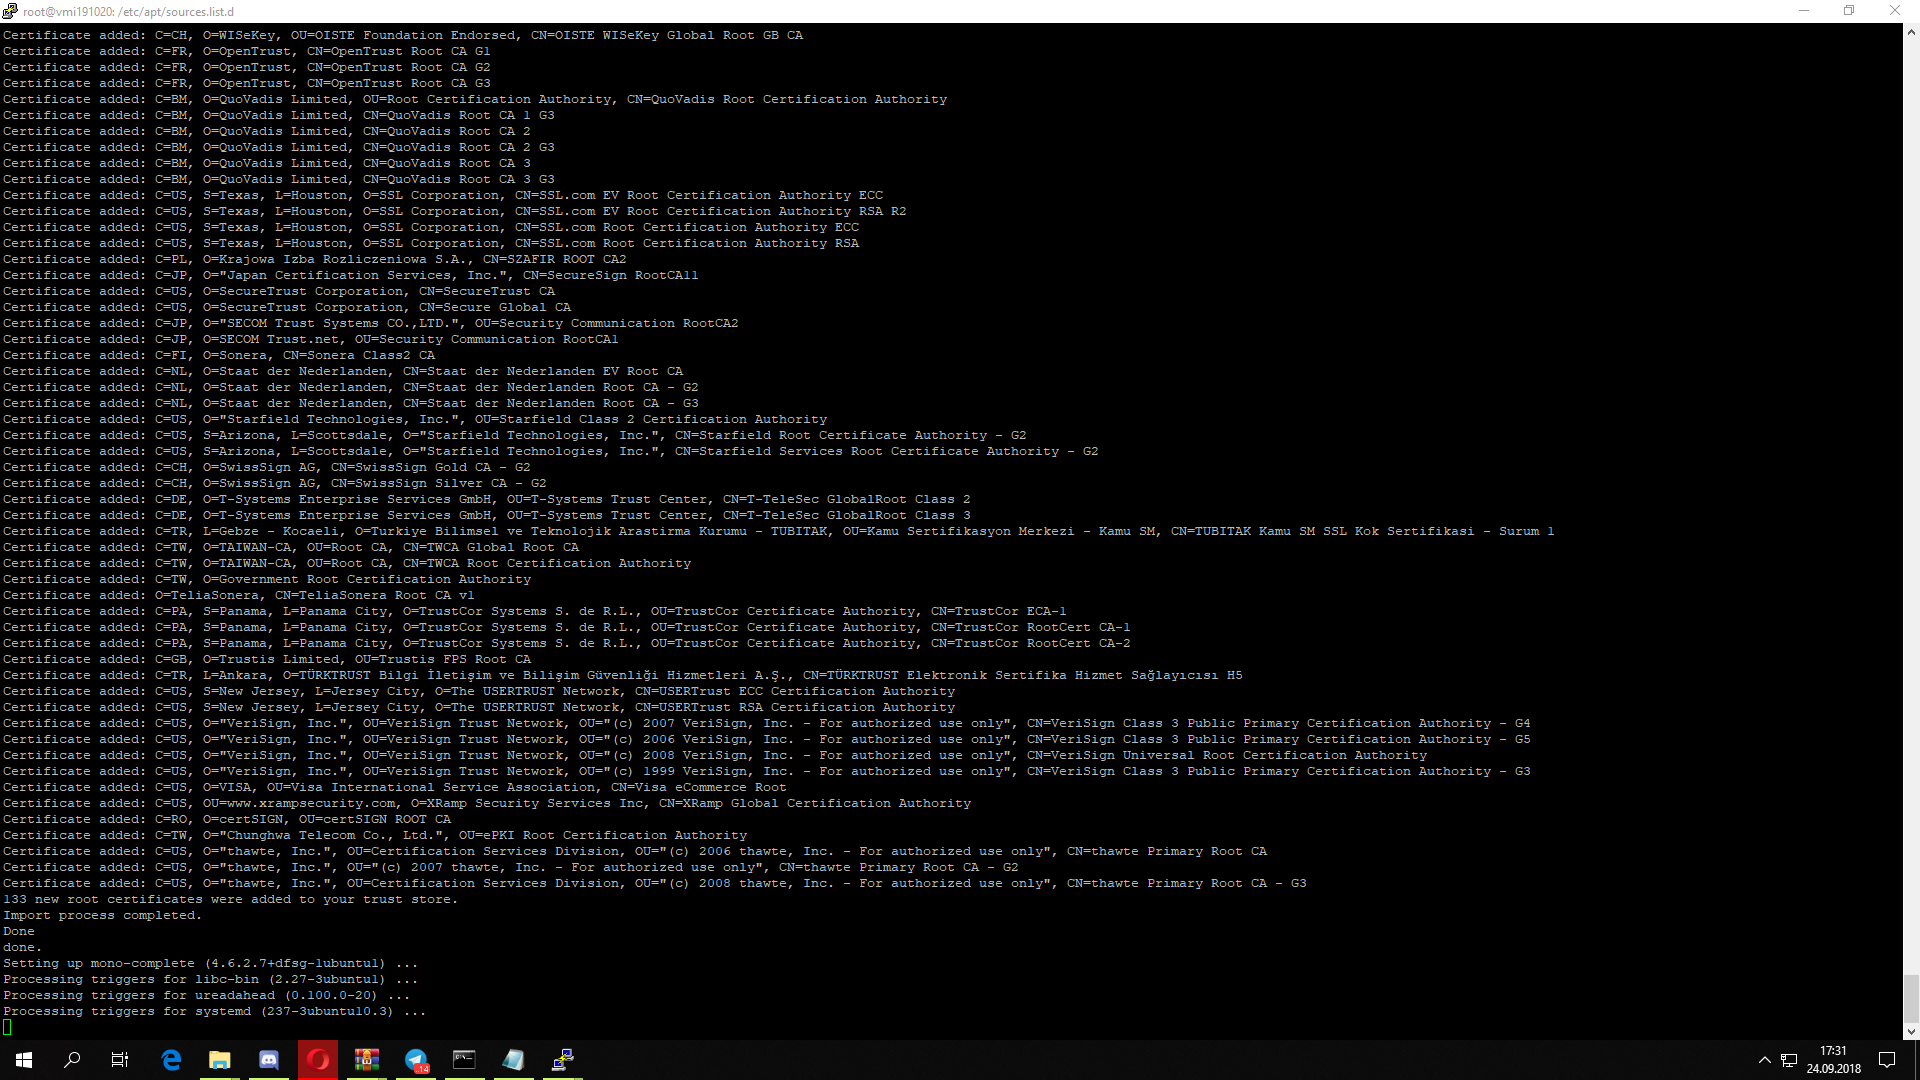 root@vmi191020: /etc/apt/sources.list.d
Certificate added: C=CH, O=WISeKey, OU=OISTE Foundation Endorsed, CN=OISTE WISeKey Global Root GB CA
Certificate added: C=FR, O=OpenTrust, CN=OpenTrust Root CA G1
Certificate added: C=FR, O=OpenTrust, CN=OpenTrust Root CA G2
Certificate added: C=FR, O=OpenTrust, CN=OpenTrust Root CA G3
Certificate added: C=BM, O=QuoVadis Limited, OU=Root Certification Authority, CN=QuoVadis Root Certification Authority
Certificate added: C=BM, O=QuoVadis Limited, CN=QuoVadis Root CA 1 G3
Certificate added: C=BM, O=QuoVadis Limited, CN=QuoVadis Root CA 2
Certificate added: C=BM, O=QuoVadis Limited, CN=QuoVadis Root CA 2 G3
Certificate added: C=BM, O=QuoVadis Limited, CN=QuoVadis Root CA 3
Certificate added: C=BM, O=QuoVadis Limited, CN=QuoVadis Root CA 3 G3
Certificate added: C=US, S=Texas, L=Houston, O=SSL Corporation, CN=SSL.com EV Root Certification Authority ECC
Certificate added: C=US, S=Texas, L=Houston, O=SSL Corporation, CN=SSL.com EV Root Certification Authority RSA R2
Certificate added: C=US, S=Texas, L=Houston, O=SSL Corporation, CN=SSL.com Root Certification Authority ECC
Certificate added: C=US, S=Texas, L=Houston, O=SSL Corporation, CN=SSL.com Root Certification Authority RSA
Certificate added: C=PL, O=Krajowa Izba Rozliczeniowa S.A., CN=SZAFIR ROOT CA2
Certificate added: C=JP, O="Japan Certification Services, Inc.", CN=SecureSign RootCA11
Certificate added: C=US, O=SecureTrust Corporation, CN=SecureTrust CA
Certificate added: C=US, O=SecureTrust Corporation, CN=Secure Global CA
Certificate added: C=JP, O="SECOM Trust Systems CO.,LTD.", OU=Security Communication RootCA2
Certificate added: C=JP, O=SECOM Trust.net, OU=Security Communication RootCA1
Certificate added: C=FI, O=Sonera, CN=Sonera Class2 CA
Certificate added: C=NL, O=Staat der Nederlanden, CN=Staat der Nederlanden EV Root CA
Certificate added: C=NL, O=Staat der Nederlanden, CN=Staat der Nederlanden Root CA - G2
Certificate added: C=NL, O=Staat der Nederlanden, CN=Staat der Nederlanden Root CA - G3
Certificate added: C=US, O="Starfield Technologies, Inc.", OU=Starfield Class 2 Certification Authority
Certificate added: C=US, S=Arizona, L=Scottsdale, O="Starfield Technologies, Inc.", CN=Starfield Root Certificate Authority - G2
Certificate added: C=US, S=Arizona, L=Scottsdale, O="Starfield Technologies, Inc.", CN=Starfield Services Root Certificate Authority - G2
Certificate added: C=CH, O=SwissSign AG, CN=SwissSign Gold CA - G2
Certificate added: C=CH, O=SwissSign AG, CN=SwissSign Silver CA - G2
Certificate added: C=DE, O=T-Systems Enterprise Services GmbH, OU=T-Systems Trust Center, CN=T-TeleSec GlobalRoot Class 2
Certificate added: C=DE, O=T-Systems Enterprise Services GmbH, OU=T-Systems Trust Center, CN=T-TeleSec GlobalRoot Class 3
Certificate added: C=TR, L=Gebze - Kocaeli, O=Turkiye Bilimsel ve Teknolojik Arastirma Kurumu - TUBITAK, OU=Kamu Sertifikasyon Merkezi - Kamu SM, CN=TUBITAK Kamu SM SSL Kok Sertifikasi - Surum 1
Certificate added: C=TW, O=TAIWAN-CA, OU=Root CA, CN=TWCA Global Root CA
Certificate added: C=TW, O=TAIWAN-CA, OU=Root CA, CN=TWCA Root Certification Authority
Certificate added: C=TW, O=Government Root Certification Authority
Certificate added: O=TeliaSonera, CN=TeliaSonera Root CA v1
Certificate added: C=PA, S=Panama, L=Panama City, O=TrustCor Systems S. de R.L., OU=TrustCor Certificate Authority, CN=TrustCor ECA-1
Certificate added: C=PA, S=Panama, L=Panama City, O=TrustCor Systems S. de R.L., OU=TrustCor Certificate Authority, CN=TrustCor RootCert CA-1
Certificate added: C=PA, S=Panama, L=Panama City, O=TrustCor Systems S. de R.L., OU=TrustCor Certificate Authority, CN=TrustCor RootCert CA-2
Certificate added: C=GB, O=Trustis Limited, OU=Trustis FPS Root CA
Certificate added: C=TR, L=Ankara, O=TÜRKTRUST Bilgi İletişim ve Bilişim Güvenliği Hizmetleri A.Ş., CN=TÜRKTRUST Elektronik Sertifika Hizmet Sağlayıcısı H5
Certificate added: C=US, S=New Jersey, L=Jersey City, O=The USERTRUST Network, CN=USERTrust ECC Certification Authority
Certificate added: C=US, S=New Jersey, L=Jersey City, O=The USERTRUST Network, CN=USERTrust RSA Certification Authority
Certificate added: C=US, O="VeriSign, Inc.", OU=VeriSign Trust Network, OU="(c) 2007 VeriSign, Inc. - For authorized use only", CN=VeriSign Class 3 Public Primary Certification Authority - G4
Certificate added: C=US, O="VeriSign, Inc.", OU=VeriSign Trust Network, OU="(c) 2006 VeriSign, Inc. - For authorized use only", CN=VeriSign Class 3 Public Primary Certification Authority - G5
Certificate added: C=US, O="VeriSign, Inc.", OU=VeriSign Trust Network, OU="(c) 2008 VeriSign, Inc. - For authorized use only", CN=VeriSign Universal Root Certification Authority
Certificate added: C=US, O="VeriSign, Inc.", OU=VeriSign Trust Network, OU="(c) 1999 VeriSign, Inc. - For authorized use only", CN=VeriSign Class 3 Public Primary Certification Authority - G3
Certificate added: C=US, O=VISA, OU=Visa International Service Association, CN=Visa eCommerce Root
Certificate added: C=US, OU=www.xrampsecurity.com, O=XRamp Security Services Inc, CN=XRamp Global Certification Authority
Certificate added: C=RO, O=certSIGN, OU=certSIGN ROOT CA
Certificate added: C=TW, O="Chunghwa Telecom Co., Ltd.", OU=ePKI Root Certification Authority
Certificate added: C=US, O="thawte, Inc.", OU=Certification Services Division, OU="(c) 2006 thawte, Inc. - For authorized use only", CN=thawte Primary Root CA
Certificate added: C=US, O="thawte, Inc.", OU="(c) 2007 thawte, Inc. - For authorized use only", CN=thawte Primary Root CA - G2
Certificate added: C=US, O="thawte, Inc.", OU=Certification Services Division, OU="(c) 2008 thawte, Inc. - For authorized use only", CN=thawte Primary Root CA - G3
133 new root certificates were added to your trust store.
Import process completed.
Done
done.
Setting up mono-complete (4.6.2.7+dfsg-1ubuntu1) ...
Processing triggers for libc-bin (2.27-3ubuntu1) ...
Processing triggers for ureadahead (0.100.0-20) ...
Processing triggers for systemd (237-3ubuntu10.3) ...
..14
17:31
24.09.2018